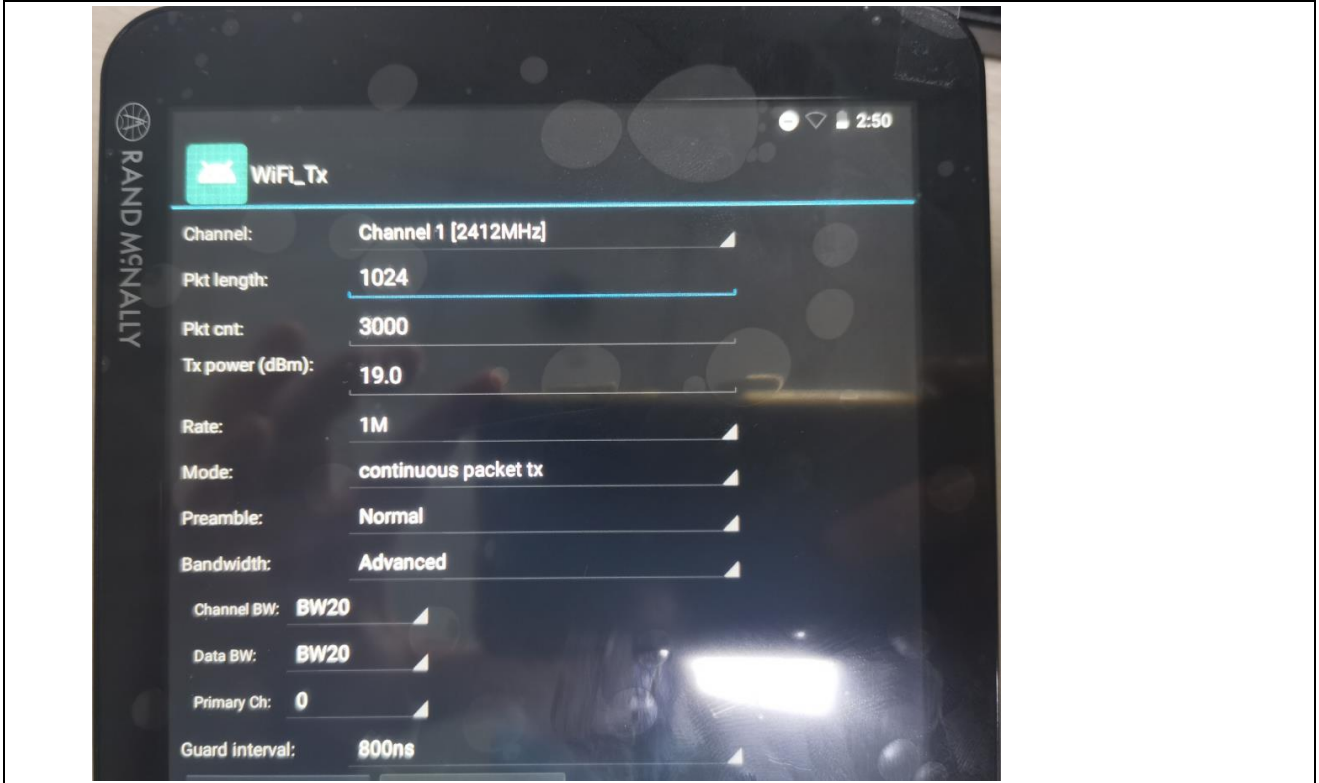 RAND MCNALLY
2:50
WiFi_Tx
Channel: Channel 1 [2412MHz]
Pkt length: 1024
Pkt cnt: 3000
Tx power (dBm): 19.0
Rate: 1M
Mode: continuous packet tx
Preamble: Normal
Bandwidth: Advanced
Channel BW: BW20
Data BW: BW20
Primary Ch: 0
Guard interval: 800ns